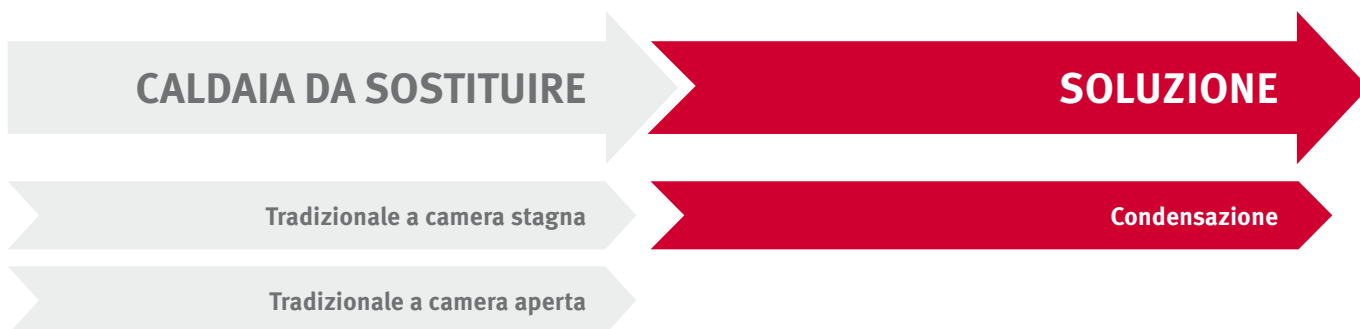 CALDAIA DA SOSTITUIRE
SOLUZIONE
Tradizionale a camera stagna
Condensazione
Tradizionale a camera aperta